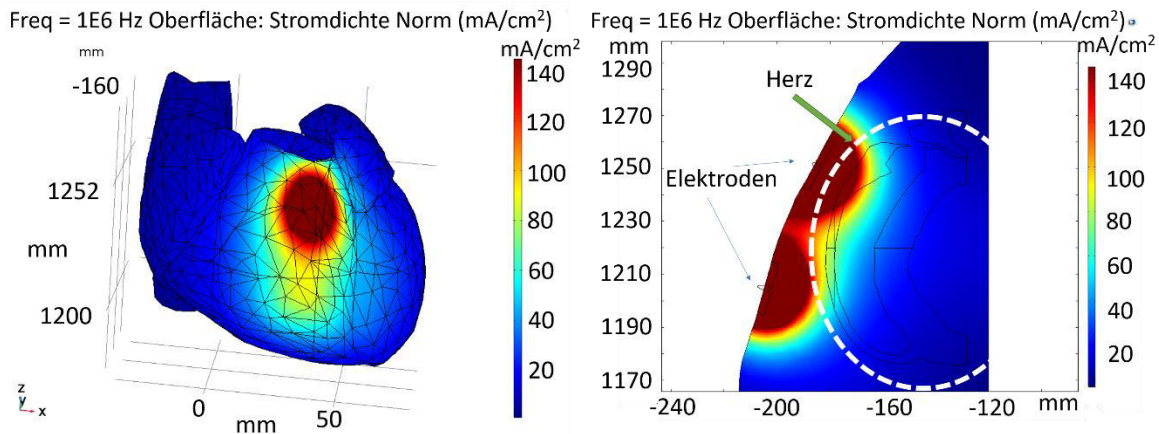 Freq = 1E6 Hz Oberfläche: Stromdichte Norm (mA/cm²)
mm
mA/cm²
-160
140
120
1252
100
mm
80
60
1200
40
20
z
y
x
0
50
mm
Freq = 1E6 Hz Oberfläche: Stromdichte Norm (mA/cm²)
mm
mA/cm²
1290
140
Herz
1270
120
1250
Elektroden
100
1230
80
1210
60
40
1190
20
1170
-240
-200
-160
-120
mm